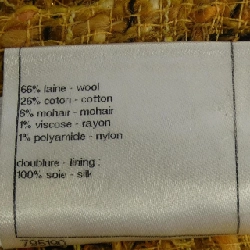 66% laine - wool
26% coton - cotton
6% mohair - mohair
1% viscose - rayon
1% polyamide - nylon
doublure - lining :
100% soie - silk